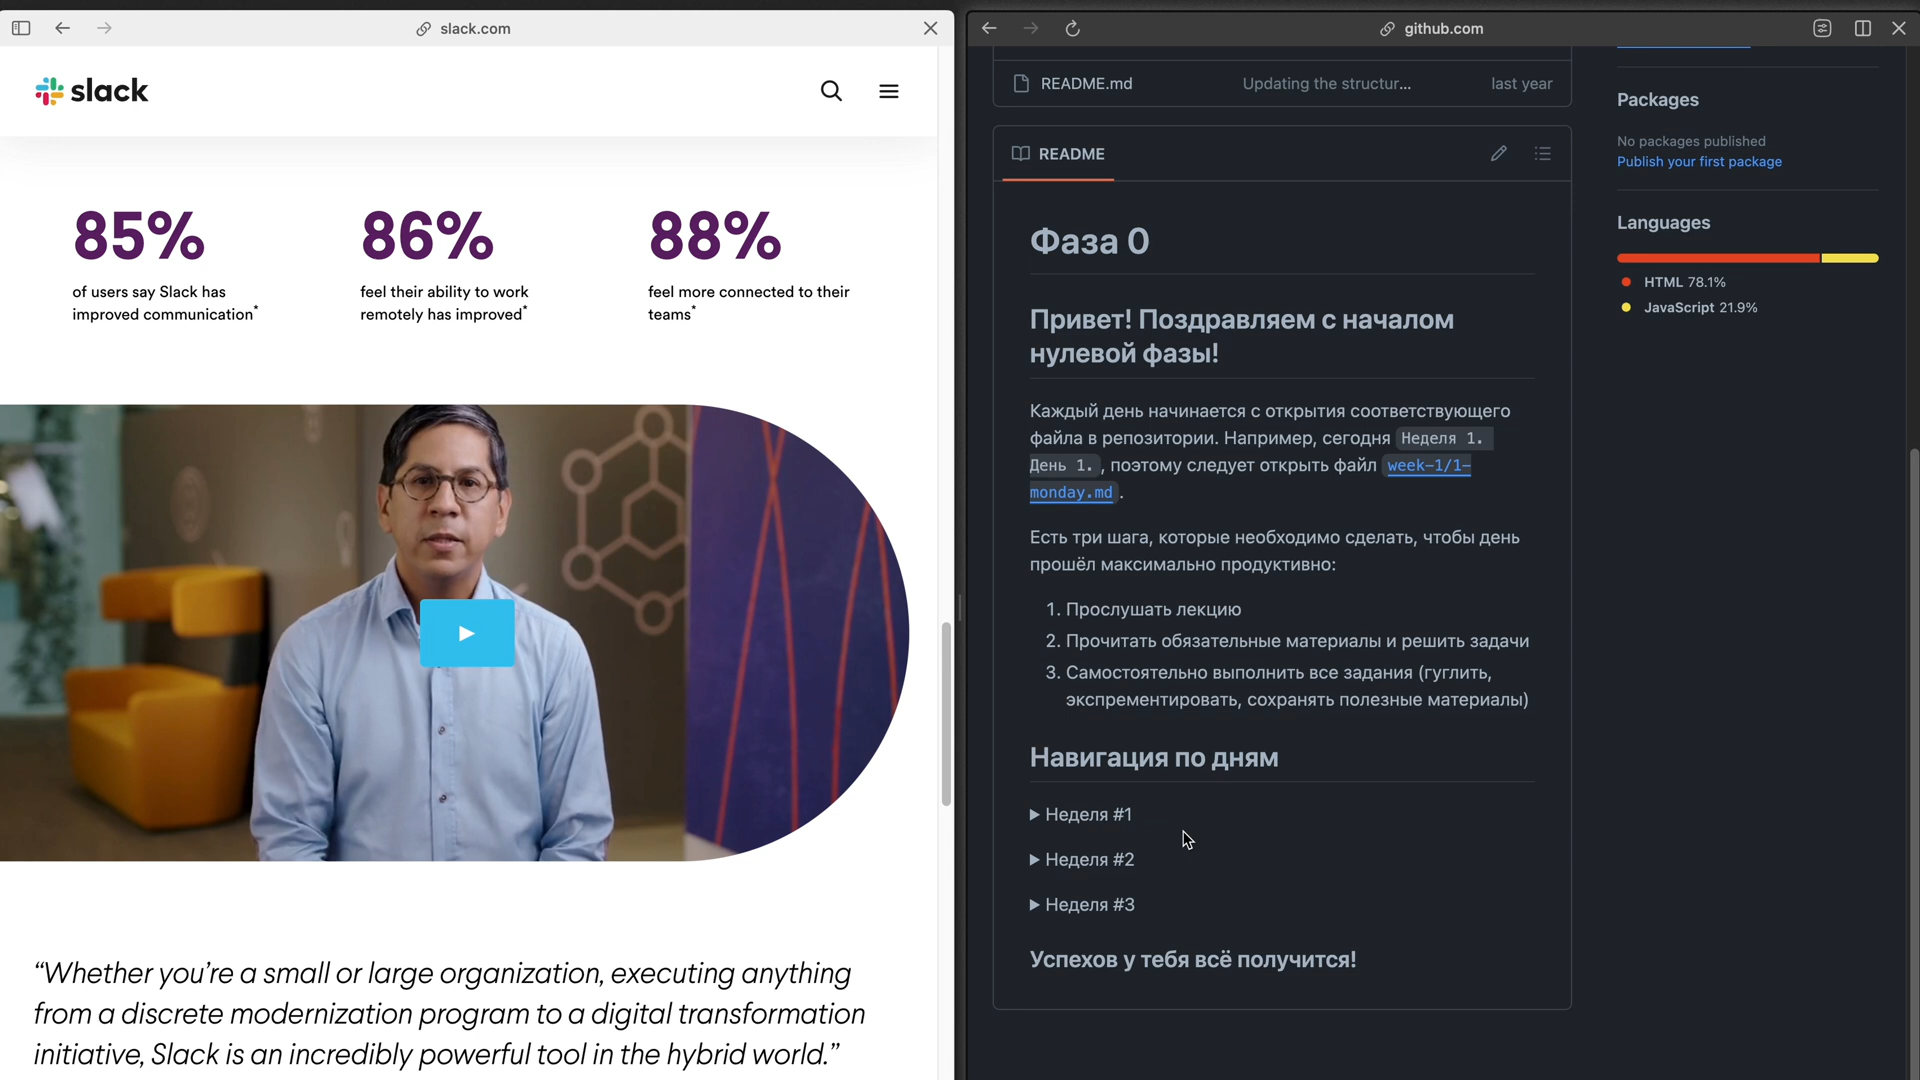 slack.com
slack
85%
of users say Slack has
improved communication*
86%
feel their ability to work
remotely has improved*
88%
feel more connected to their
teams*
“Whether you’re a small or large organization, executing anything
from a discrete modernization program to a digital transformation
initiative, Slack is an incredibly powerful tool in the hybrid world.”
github.com
README.md Updating the structur... last year
README
Фаза 0
Привет! Поздравляем с началом
нулевой фазы!
Каждый день начинается с открытия соответствующего
файла в репозитории. Например, сегодня Неделя 1.
День 1., поэтому следует открыть файл week-1/1-
monday.md.
Есть три шага, которые необходимо сделать, чтобы день
прошёл максимально продуктивно:
1. Прослушать лекцию
2. Прочитать обязательные материалы и решить задачи
3. Самостоятельно выполнить все задания (гуглить,
экспрементировать, сохранять полезные материалы)
Навигация по дням
Неделя #1
Неделя #2
Неделя #3
Успехов у тебя всё получится!
Packages
No packages published
Publish your first package
Languages
HTML 78.1%
JavaScript 21.9%